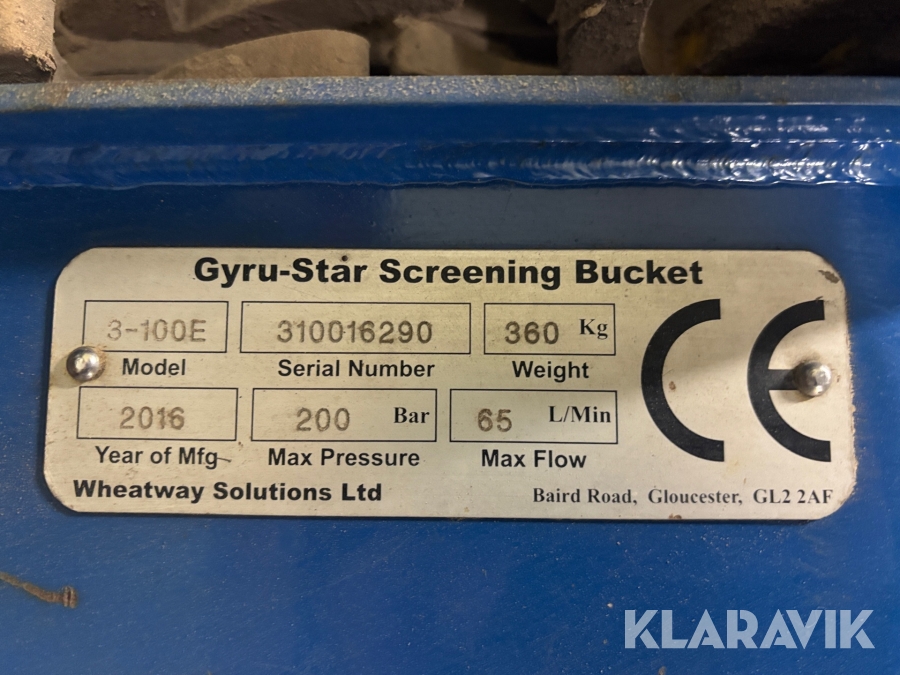 Gyru-Star Screening Bucket
3-100E 310016290 360 Kg
Model Serial Number Weight
2016 200 Bar 65 L/Min
Year of Mfg Max Pressure Max Flow
Wheatway Solutions Ltd Baird Road, Gloucester, GL2 2AF
CE
KLARAVIK